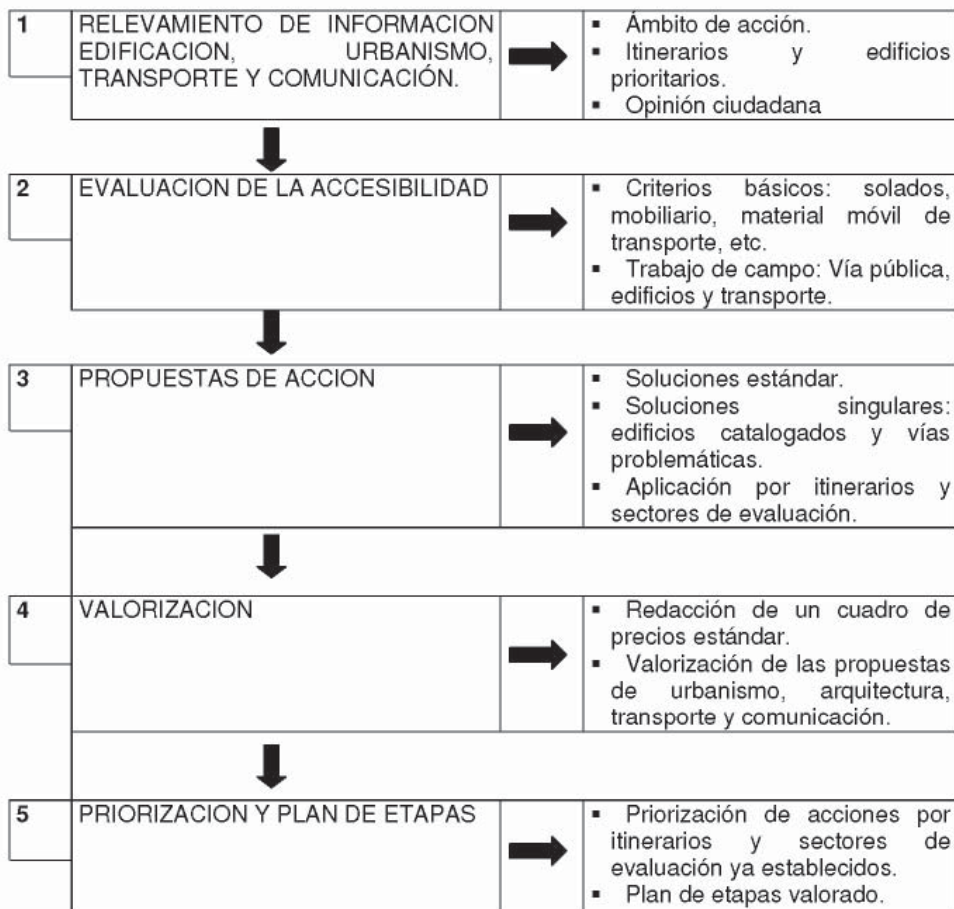 1
RELEVAMIENTO DE INFORMACION
EDIFICACION, URBANISMO,
TRANSPORTE Y COMUNICACIÓN.
▪ Ámbito de acción.
▪ Itinerarios y edificios
prioritarios.
▪ Opinión ciudadana
2
EVALUACION DE LA ACCESIBILIDAD
▪ Criterios básicos: solados,
mobiliario, material móvil de
transporte, etc.
▪ Trabajo de campo: Vía pública,
edificios y transporte.
3
PROPUESTAS DE ACCION
▪ Soluciones estándar.
▪ Soluciones singulares:
edificios catalogados y vías
problemáticas.
▪ Aplicación por itinerarios y
sectores de evaluación.
4
VALORIZACION
▪ Redacción de un cuadro de
precios estándar.
▪ Valorización de las propuestas
de urbanismo, arquitectura,
transporte y comunicación.
5
PRIORIZACION Y PLAN DE ETAPAS
▪ Priorización de acciones por
itinerarios y sectores de
evaluación ya establecidos.
▪ Plan de etapas valorado.